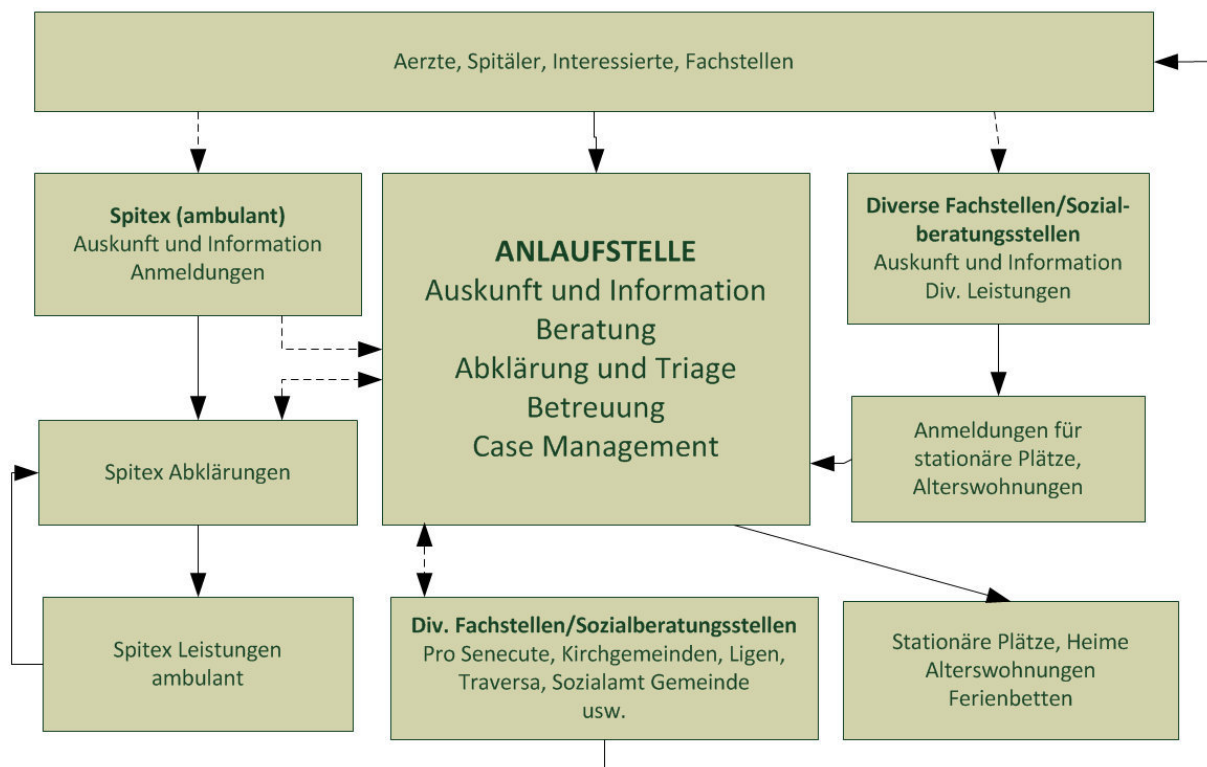 Aerzte, Spitäler, Interessierte, Fachstellen
Spitex (ambulant)
Auskunft und Information
Anmeldungen
ANLAUFSTELLE
Auskunft und Information
Beratung
Abklärung und Triage
Betreuung
Case Management
Diverse Fachstellen/Sozial-
beratungsstellen
Auskunft und Information
Div. Leistungen
Spitex Abklärungen
Anmeldungen für
stationäre Plätze,
Alterswohnungen
Spitex Leistungen
ambulant
Div. Fachstellen/Sozialberatungsstellen
Pro Senecute, Kirchgemeinden, Ligen,
Traversa, Sozialamt Gemeinde
usw.
Stationäre Plätze, Heime
Alterswohnungen
Ferienbetten